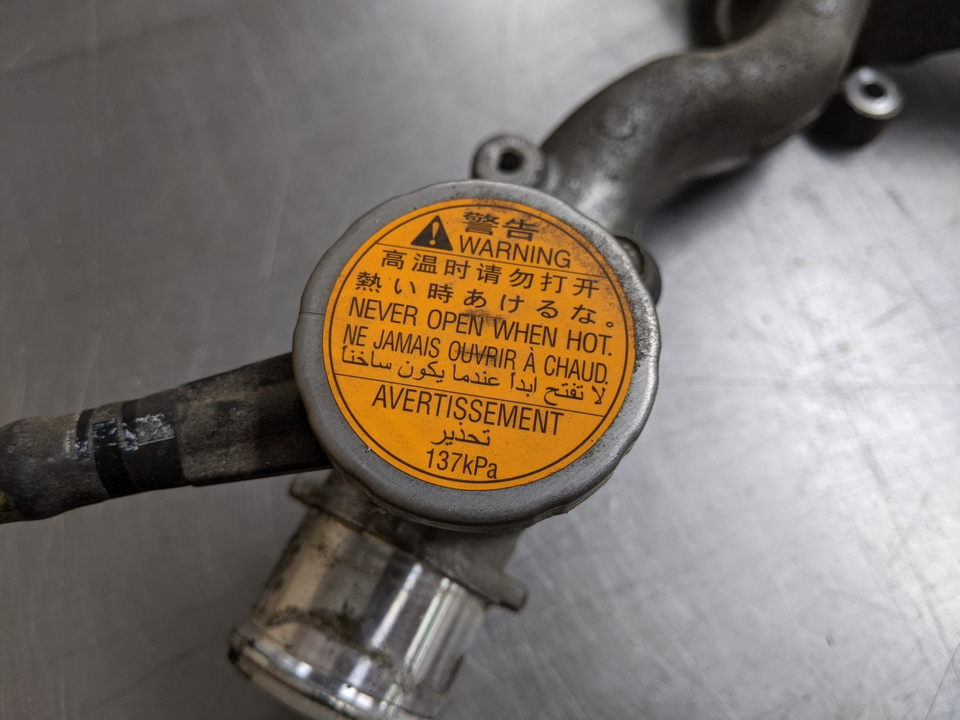 警告
WARNING
高温时请勿打开
熱い時あけるな。
NEVER OPEN WHEN HOT.
NE JAMAIS OUVRIR À CHAUD
لا تفتح ابداً عندما يكون ساخناً
AVERTISSEMENT
تحذير
137kPa